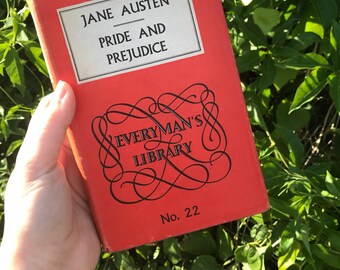 JANE AUSTEN
PRIDE AND
PREJUDICE
EVERYMAN'S
LIBRARY
No. 22